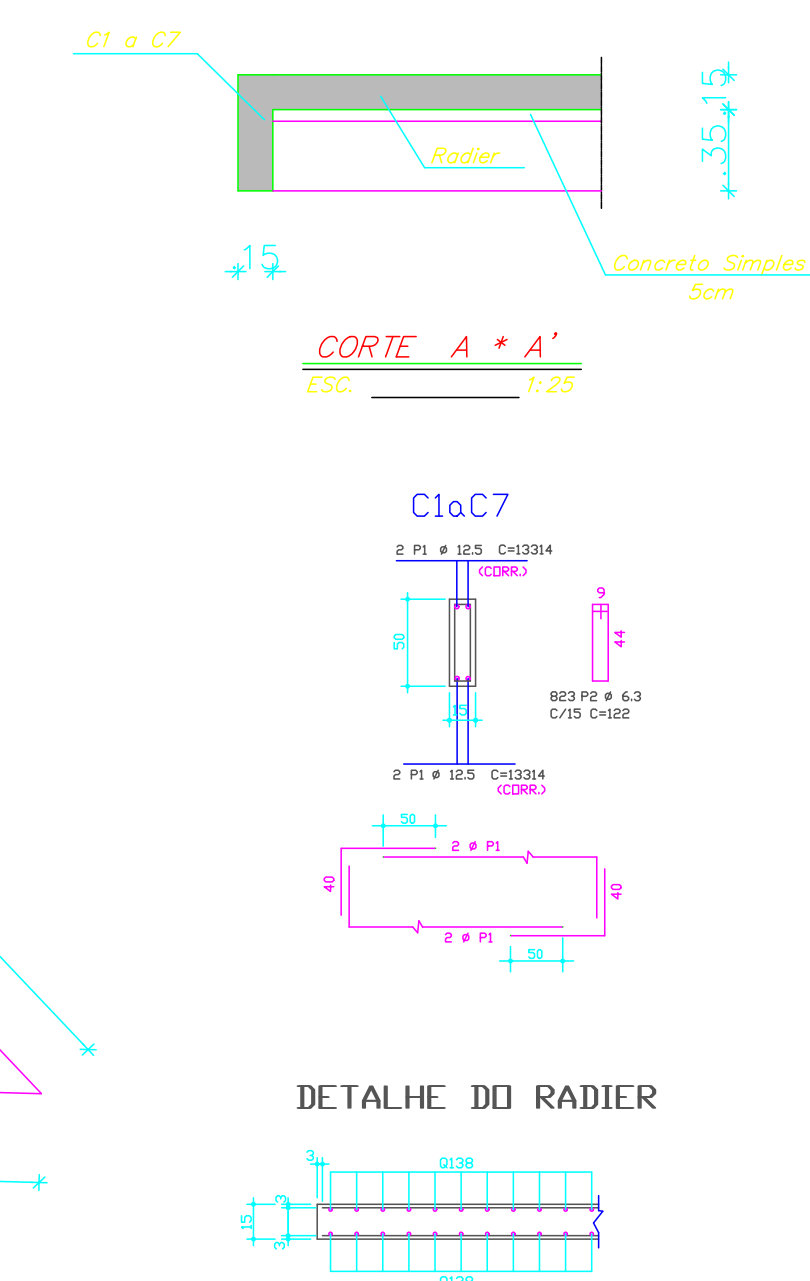 C1 a C7
.15
.35
Radier
.15
Concreto Simples
5cm
CORTE A * A'
ESC. 1:25
C1aC7
2 P1 ø 12.5 C=13314
(CORR.)
9
50
44
15
823 P2 ø 6.3
C/15 C=122
2 P1 ø 12.5 C=13314
(CORR.)
50
2 ø P1
40
40
2 ø P1
50
DETALHE DO RADIER
3
Q138
3
15
3